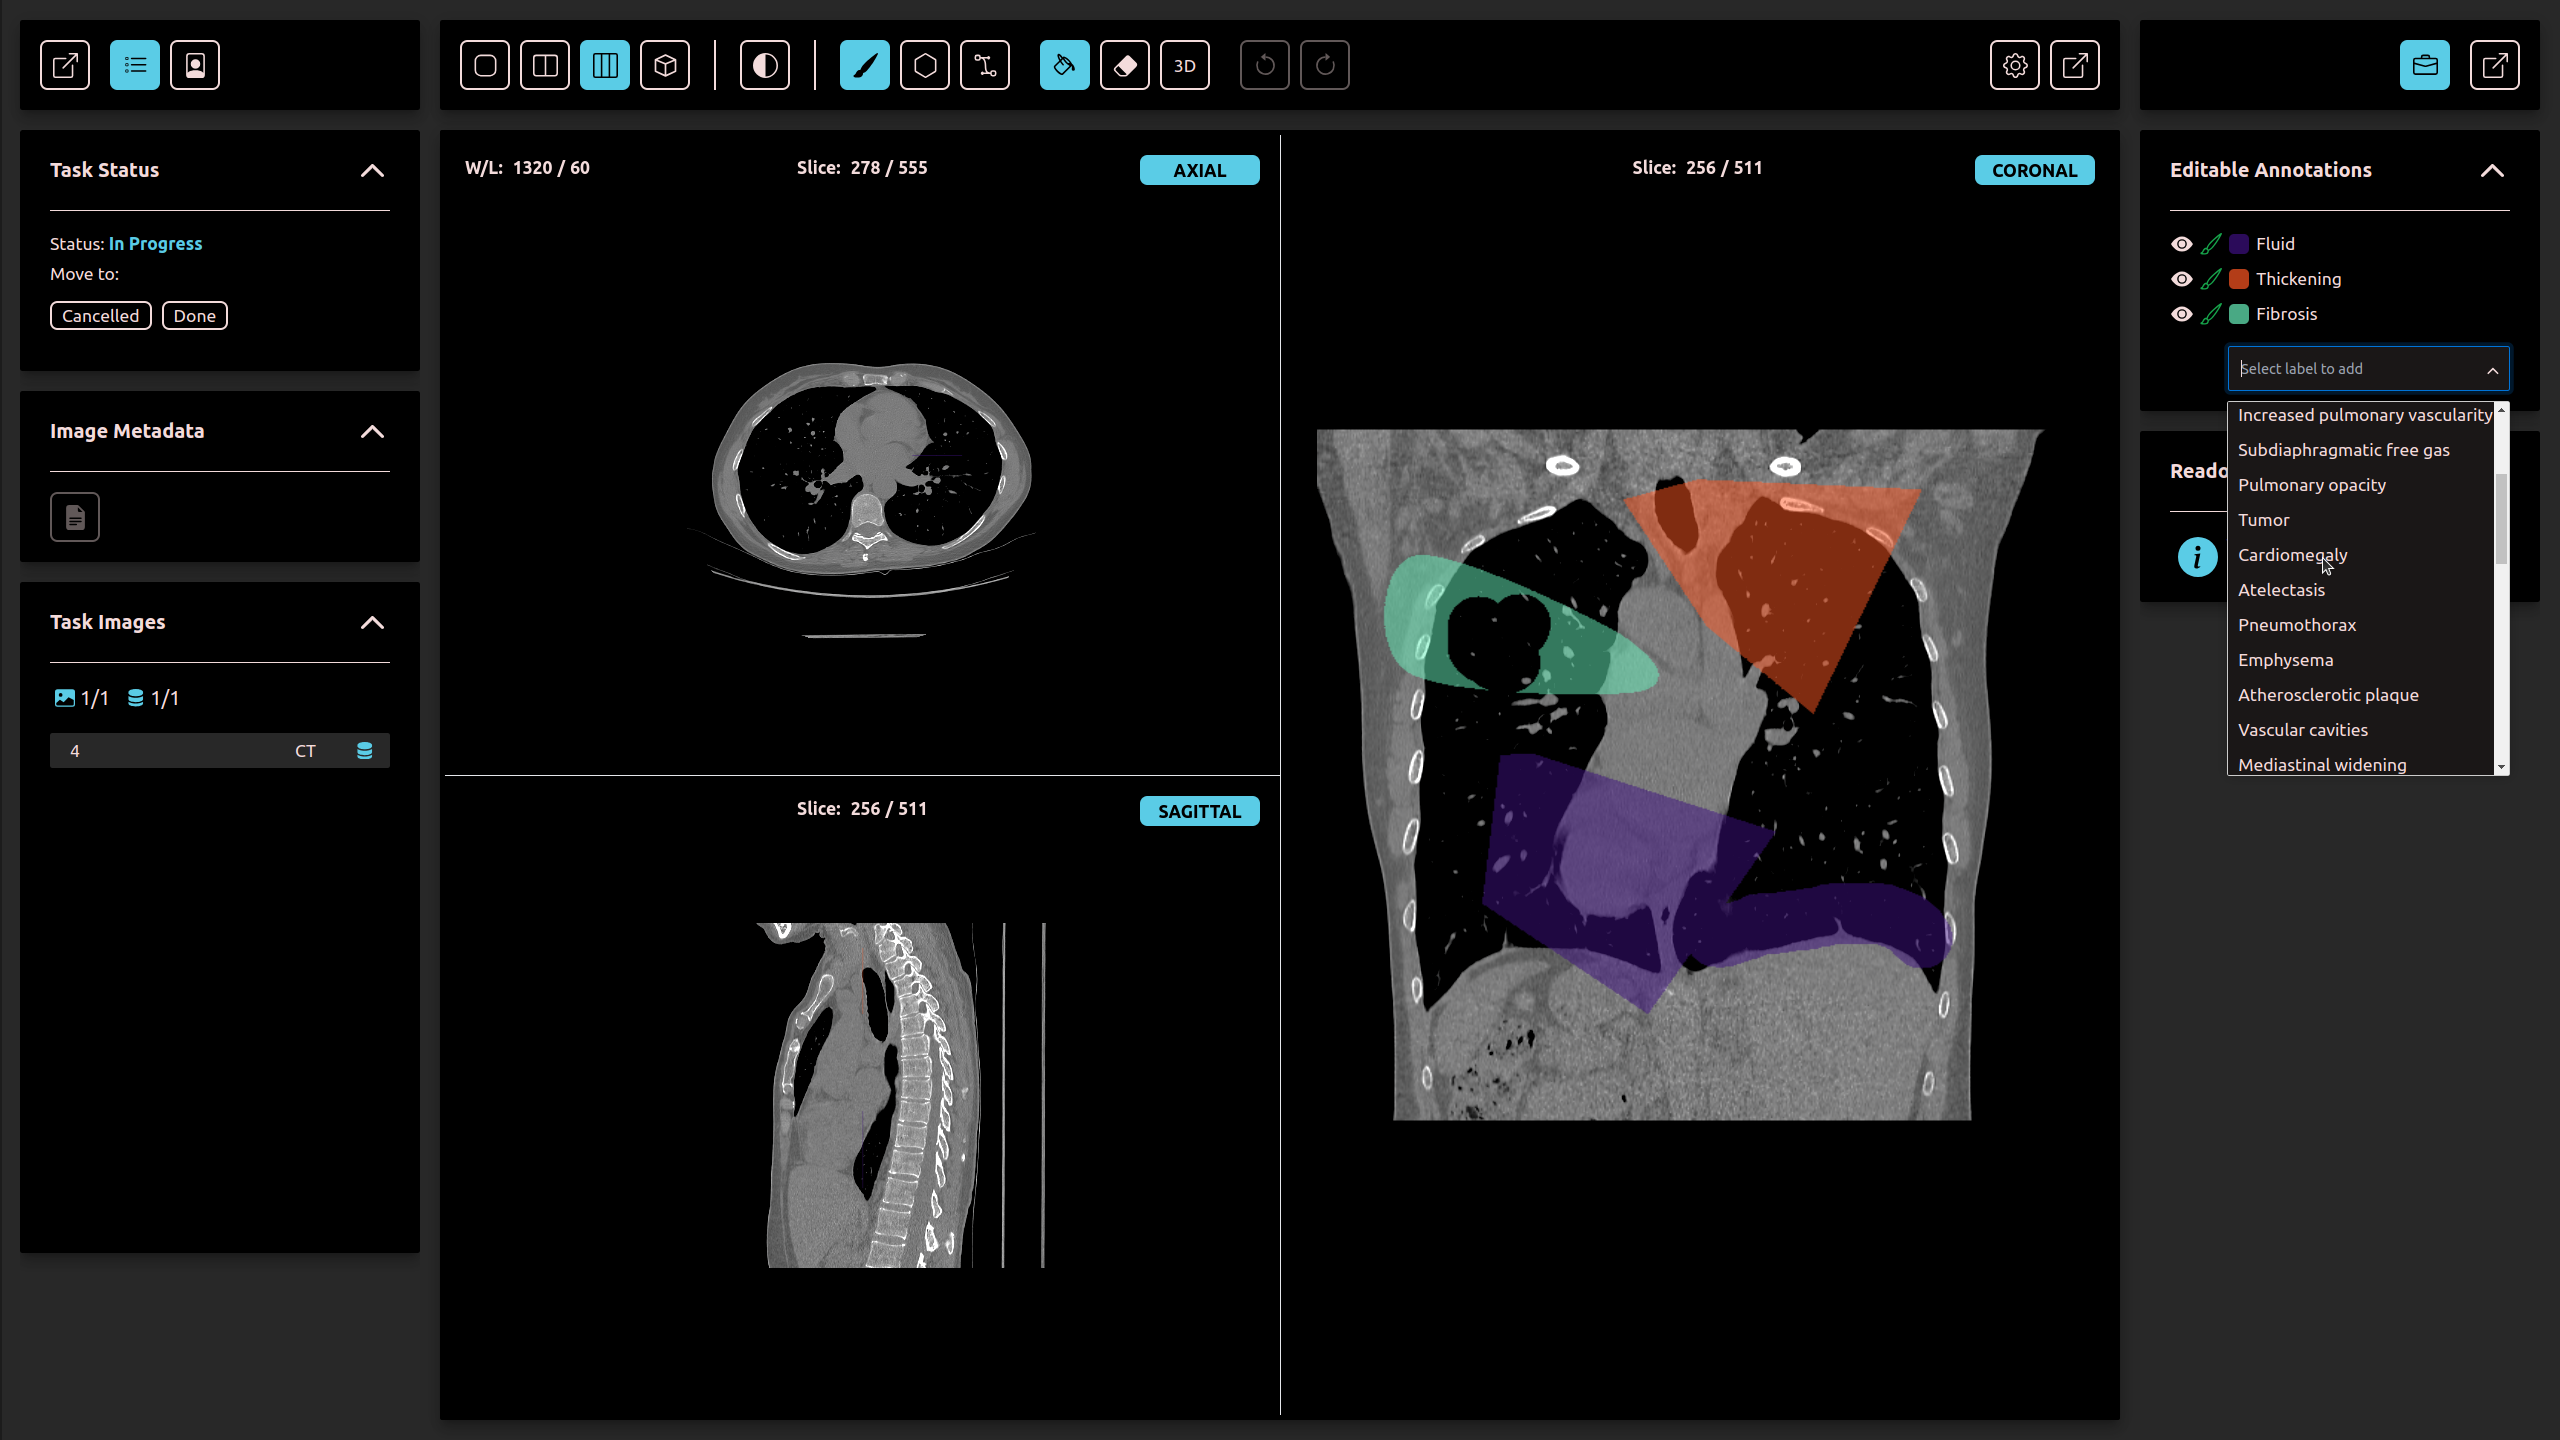 3D
Task Status
Status: In Progress
Move to:
Cancelled
Done
Image Metadata
Task Images
1/1
1/1
4
CT
W/L: 1320 / 60
Slice: 278 / 555
AXIAL
Slice: 256 / 511
SAGITTAL
Slice: 256 / 511
CORONAL
Editable Annotations
Fluid
Thickening
Fibrosis
Select label to add
Increased pulmonary vascularity
Subdiaphragmatic free gas
Pulmonary opacity
Tumor
Cardiomegaly
Atelectasis
Pneumothorax
Emphysema
Atherosclerotic plaque
Vascular cavities
Mediastinal widening
Reado
i